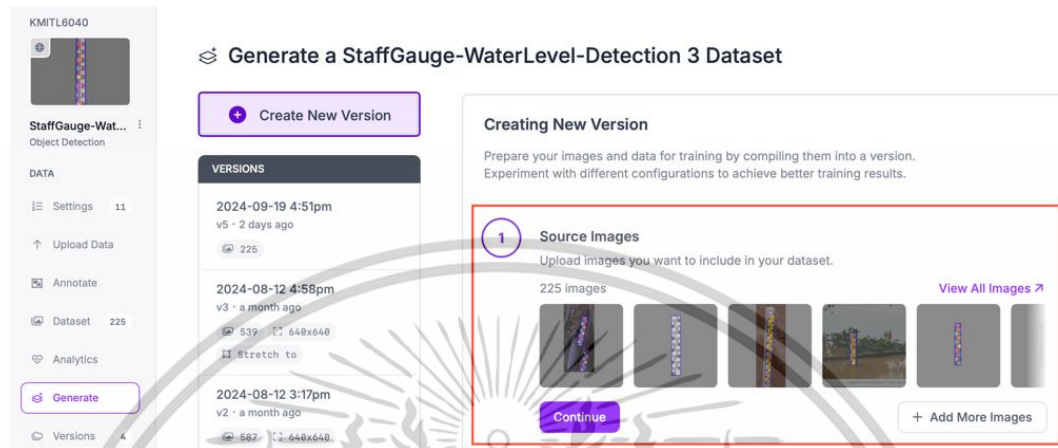 KMITL6040
StaffGauge-Wat...
Object Detection
DATA
Settings 11
Upload Data
Annotate
Dataset 225
Analytics
Generate
Versions 4
Generate a StaffGauge-WaterLevel-Detection 3 Dataset
Create New Version
VERSIONS
2024-09-19 4:51pm
v5 · 2 days ago
225
2024-08-12 4:58pm
v3 · a month ago
539 640x640
Stretch to
2024-08-12 3:17pm
v2 · a month ago
587 640x640
Creating New Version
Prepare your images and data for training by compiling them into a version.
Experiment with different configurations to achieve better training results.
1
Source Images
Upload images you want to include in your dataset.
225 images
View All Images ↗
Continue
+ Add More Images